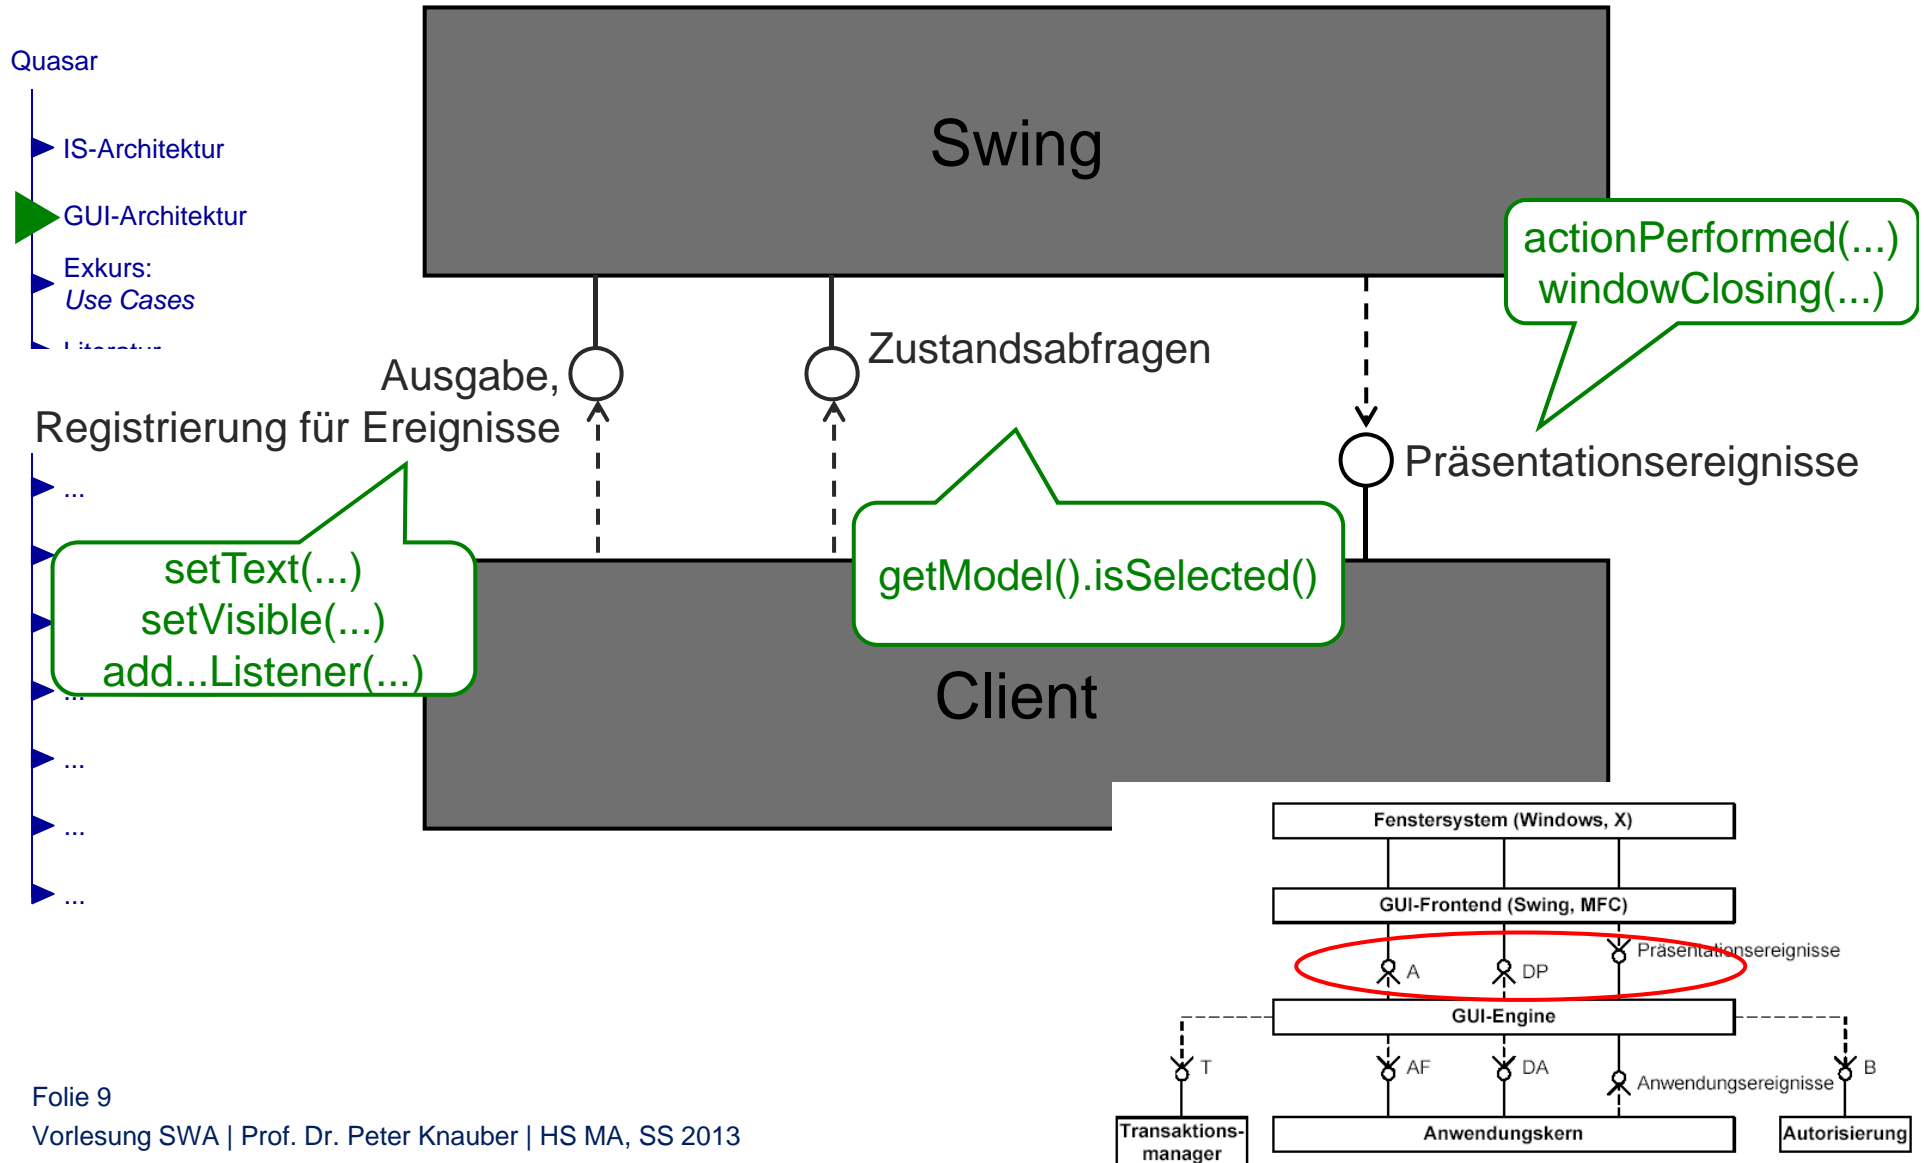 Quasar
IS-Architektur
GUI-Architektur
Exkurs:
Use Cases
Literatur
...
...
...
...
...
Swing
actionPerformed(...)
windowClosing(...)
Zustandsabfragen
Ausgabe,
Registrierung für Ereignisse
Präsentationsereignisse
setText(...)
setVisible(...)
add...Listener(...)
getModel().isSelected()
Client
Fenstersystem (Windows, X)
GUI-Frontend (Swing, MFC)
Präsentationsereignisse
A
DP
GUI-Engine
T
AF
DA
Anwendungsereignisse
B
Transaktions-
manager
Anwendungskern
Autorisierung
Folie 9
Vorlesung SWA | Prof. Dr. Peter Knauber | HS MA, SS 2013